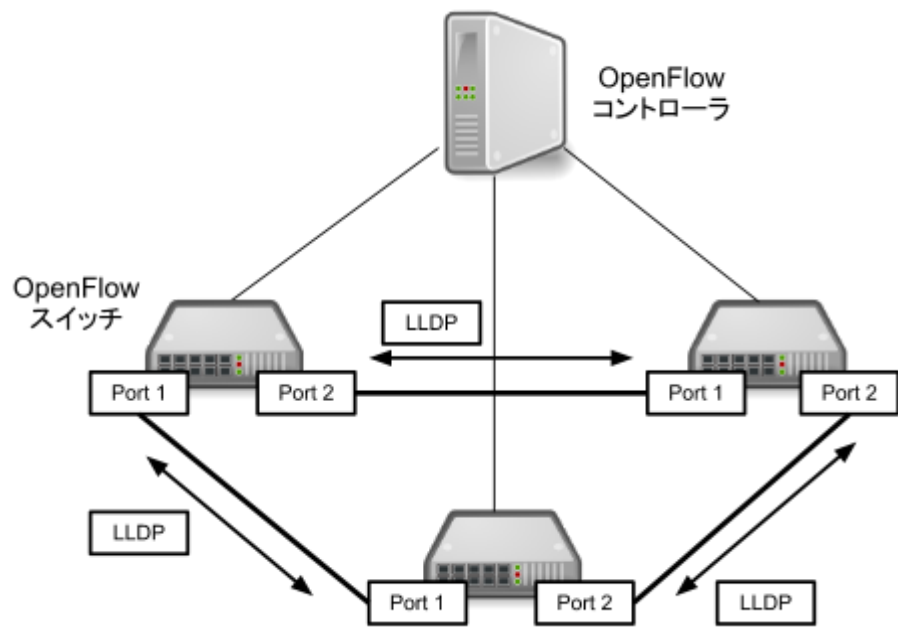 OpenFlow
コントローラ
OpenFlow
スイッチ
LLDP
Port 1
Port 2
Port 1
Port 2
LLDP
Port 1
Port 2
LLDP